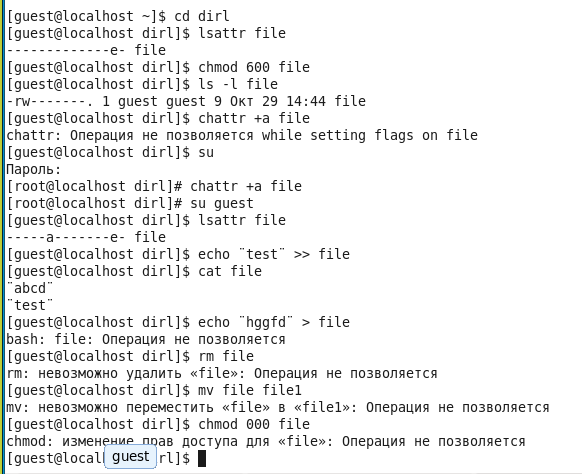 [guest@localhost ~]$ cd dirl
[guest@localhost dirl]$ lsattr file
-------------e- file
[guest@localhost dirl]$ chmod 600 file
[guest@localhost dirl]$ ls -l file
-rw-------. 1 guest guest 9 Окт 29 14:44 file
[guest@localhost dirl]$ chattr +a file
chattr: Операция не позволяется while setting flags on file
[guest@localhost dirl]$ su
Пароль:
[root@localhost dirl]# chattr +a file
[root@localhost dirl]# su guest
[guest@localhost dirl]$ lsattr file
-----a-------e- file
[guest@localhost dirl]$ echo ¨test¨ >> file
[guest@localhost dirl]$ cat file
¨abcd¨
¨test¨
[guest@localhost dirl]$ echo ¨hggfd¨ > file
bash: file: Операция не позволяется
[guest@localhost dirl]$ rm file
rm: невозможно удалить «file»: Операция не позволяется
[guest@localhost dirl]$ mv file file1
mv: невозможно переместить «file» в «file1»: Операция не позволяется
[guest@localhost dirl]$ chmod 000 file
chmod: изменение прав доступа для «file»: Операция не позволяется
[guest dirl]$
guest